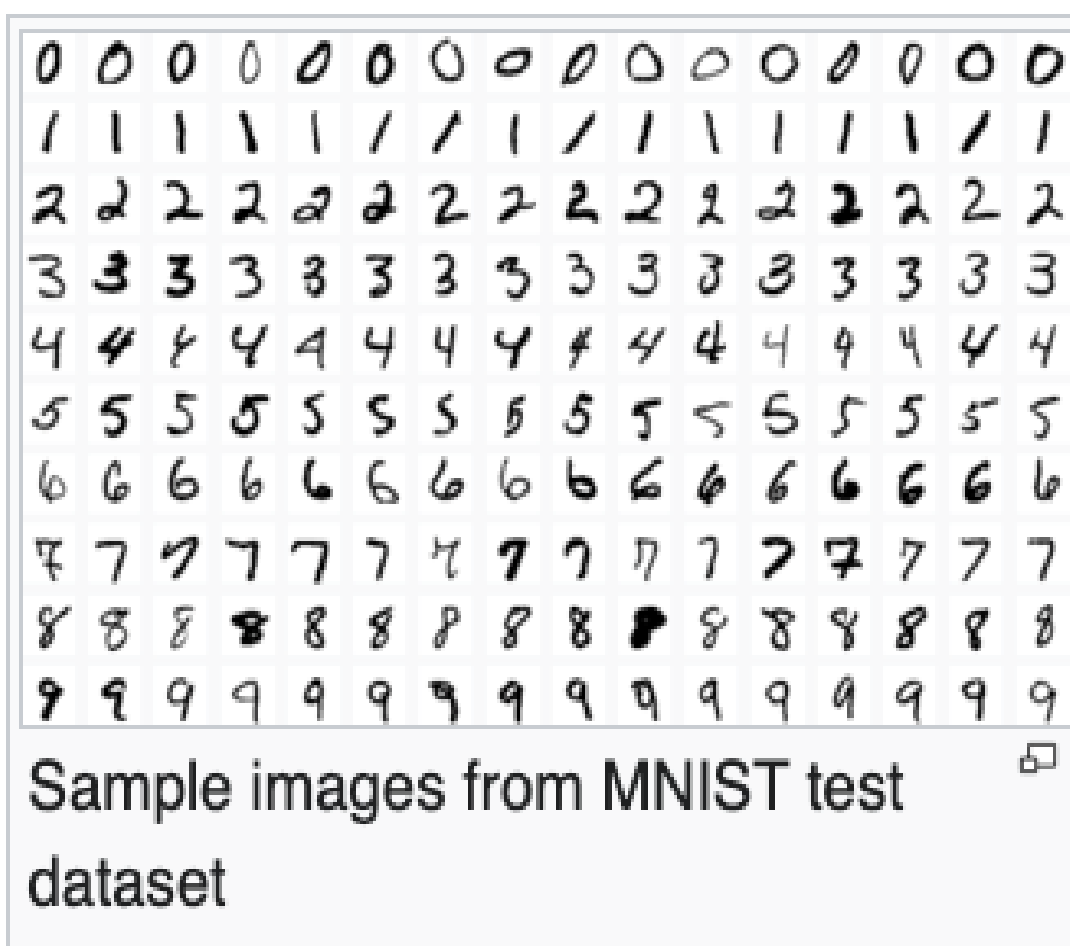 0 0 0 0 0 0 0 0 0 0 0 0 0 0 0 0
1 1 1 1 1 1 1 1 1 1 1 1 1 1 1 1
2 2 2 2 2 2 2 2 2 2 2 2 2 2 2 2
3 3 3 3 3 3 3 3 3 3 3 3 3 3 3 3
4 4 4 4 4 4 4 4 4 4 4 4 4 4 4 4
5 5 5 5 5 5 5 5 5 5 5 5 5 5 5 5
6 6 6 6 6 6 6 6 6 6 6 6 6 6 6 6
7 7 7 7 7 7 7 7 7 7 7 7 7 7 7 7
8 8 8 8 8 8 8 8 8 8 8 8 8 8 8 8
9 9 9 9 9 9 9 9 9 9 9 9 9 9 9 9
Sample images from MNIST test
dataset